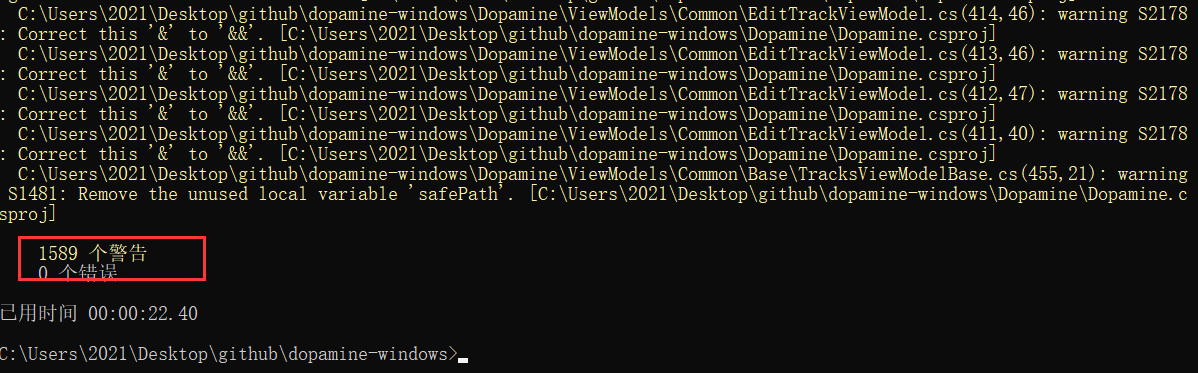 C:\Users\2021\Desktop\github\dopamine-windows\Dopamine\ViewModels\Common\EditTrackViewModel.cs(414,46): warning S2178
: Correct this '&' to '&&'. [C:\Users\2021\Desktop\github\dopamine-windows\Dopamine\Dopamine.csproj]
C:\Users\2021\Desktop\github\dopamine-windows\Dopamine\ViewModels\Common\EditTrackViewModel.cs(413,46): warning S2178
: Correct this '&' to '&&'. [C:\Users\2021\Desktop\github\dopamine-windows\Dopamine\Dopamine.csproj]
C:\Users\2021\Desktop\github\dopamine-windows\Dopamine\ViewModels\Common\EditTrackViewModel.cs(412,47): warning S2178
: Correct this '&' to '&&'. [C:\Users\2021\Desktop\github\dopamine-windows\Dopamine\Dopamine.csproj]
C:\Users\2021\Desktop\github\dopamine-windows\Dopamine\ViewModels\Common\EditTrackViewModel.cs(411,40): warning S2178
: Correct this '&' to '&&'. [C:\Users\2021\Desktop\github\dopamine-windows\Dopamine\Dopamine.csproj]
C:\Users\2021\Desktop\github\dopamine-windows\Dopamine\ViewModels\Common\Base\TracksViewModelBase.cs(455,21): warning
S1481: Remove the unused local variable 'safePath'. [C:\Users\2021\Desktop\github\dopamine-windows\Dopamine\Dopamine.c
sproj]
1589 个警告
0 个错误
已用时间 00:00:22.40
C:\Users\2021\Desktop\github\dopamine-windows>